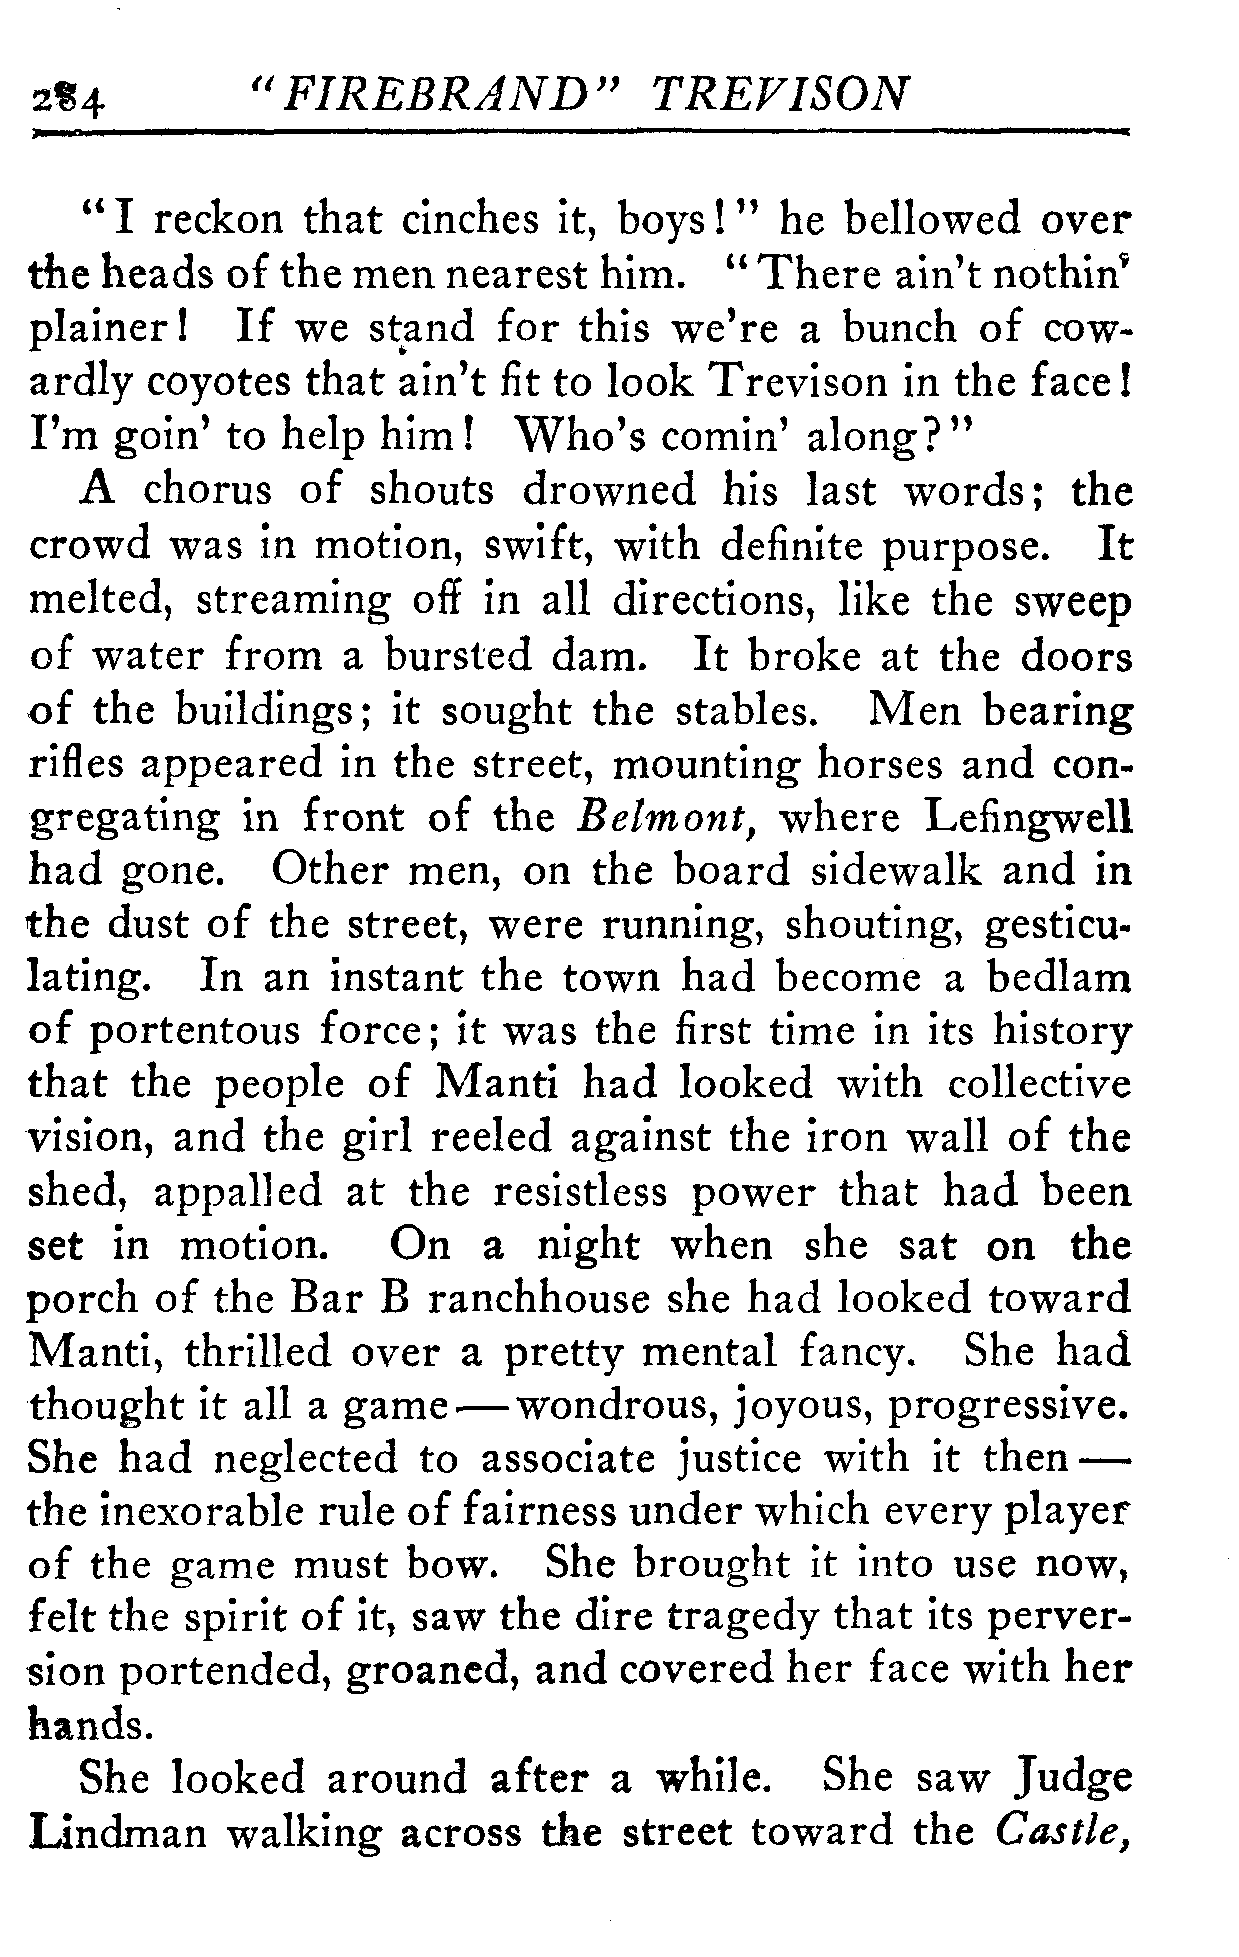 284 "FIREBRAND" TREVISON
"I reckon that cinches it, boys!" he bellowed over
the heads of the men nearest him. "There ain't nothin'
plainer! If we stand for this we're a bunch of cow-
ardly coyotes that ain't fit to look Trevison in the face!
I'm goin' to help him! Who's comin' along?"
A chorus of shouts drowned his last words; the
crowd was in motion, swift, with definite purpose. It
melted, streaming off in all directions, like the sweep
of water from a bursted dam. It broke at the doors
of the buildings; it sought the stables. Men bearing
rifles appeared in the street, mounting horses and con-
gregating in front of the Belmont, where Lefingwell
had gone. Other men, on the board sidewalk and in
the dust of the street, were running, shouting, gesticu-
lating. In an instant the town had become a bedlam
of portentous force; it was the first time in its history
that the people of Manti had looked with collective
vision, and the girl reeled against the iron wall of the
shed, appalled at the resistless power that had been
set in motion. On a night when she sat on the
porch of the Bar B ranchhouse she had looked toward
Manti, thrilled over a pretty mental fancy. She had
thought it all a game—wondrous, joyous, progressive.
She had neglected to associate justice with it then—
the inexorable rule of fairness under which every player
of the game must bow. She brought it into use now,
felt the spirit of it, saw the dire tragedy that its perver-
sion portended, groaned, and covered her face with her
hands.
She looked around after a while. She saw Judge
Lindman walking across the street toward the Castle,